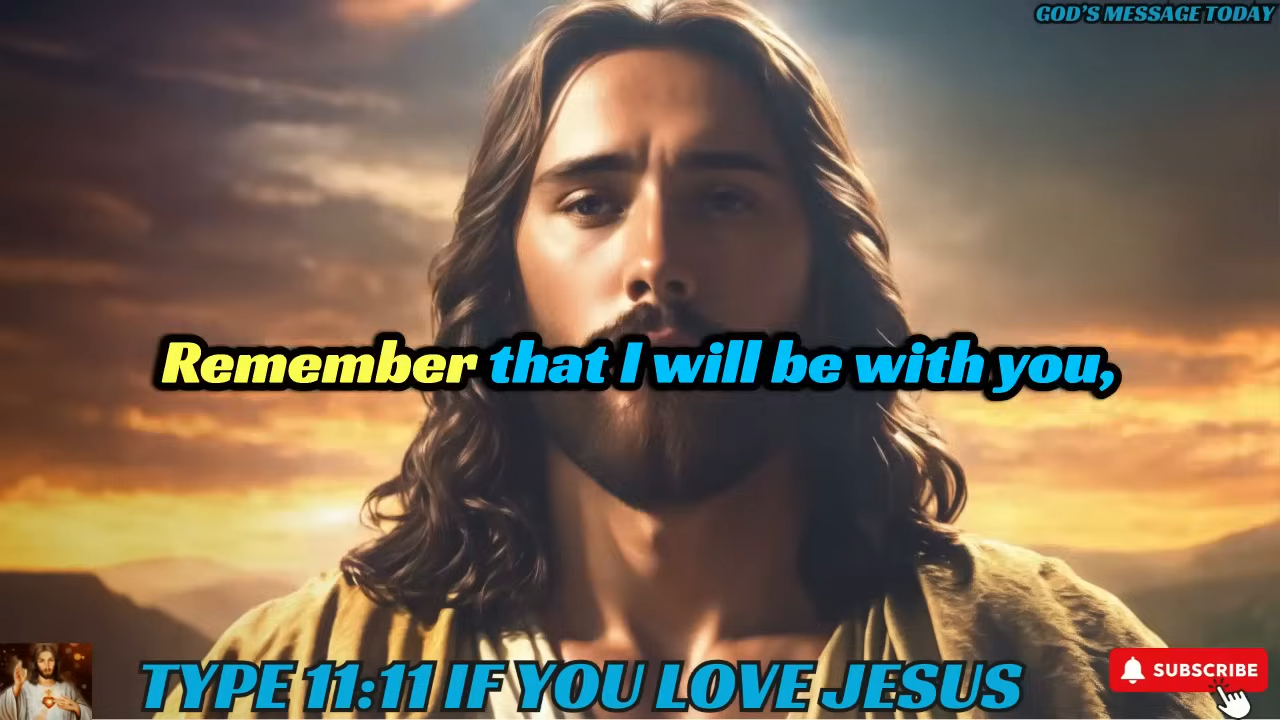 GOD'S MESSAGE TODAY
Remember that I will be with you,
TYPE 11:11 IF YOU LOVE JESUS
SUBSCRIBE